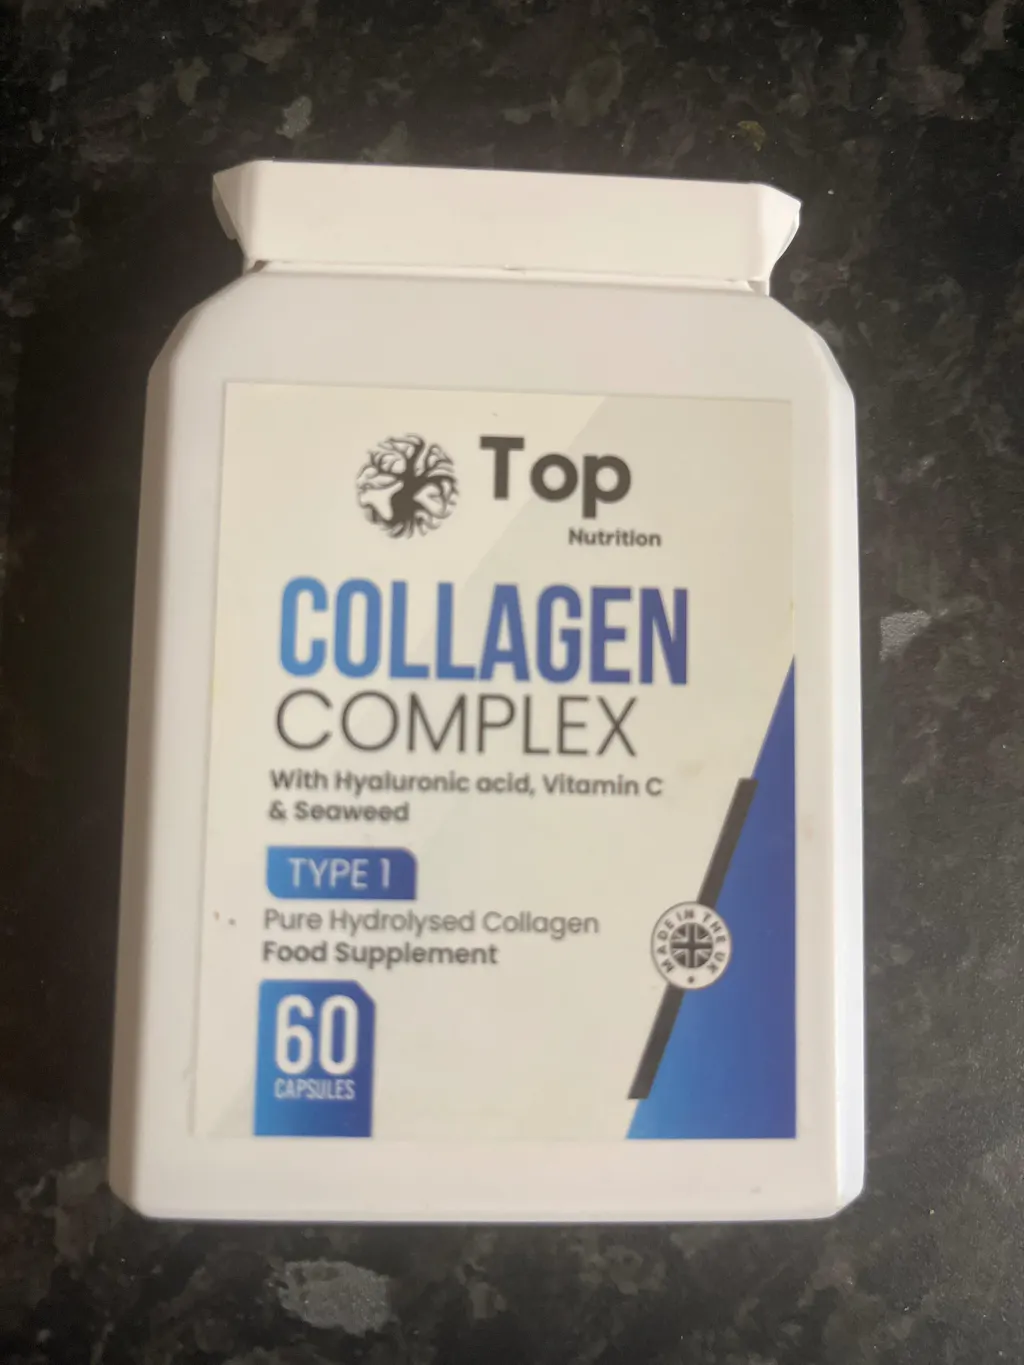 Top
Nutrition
COLLAGEN
COMPLEX
With Hyaluronic acid, Vitamin C
& Seaweed
TYPE 1
Pure Hydrolysed Collagen
Food Supplement
MADE IN THE UK
60
CAPSULES